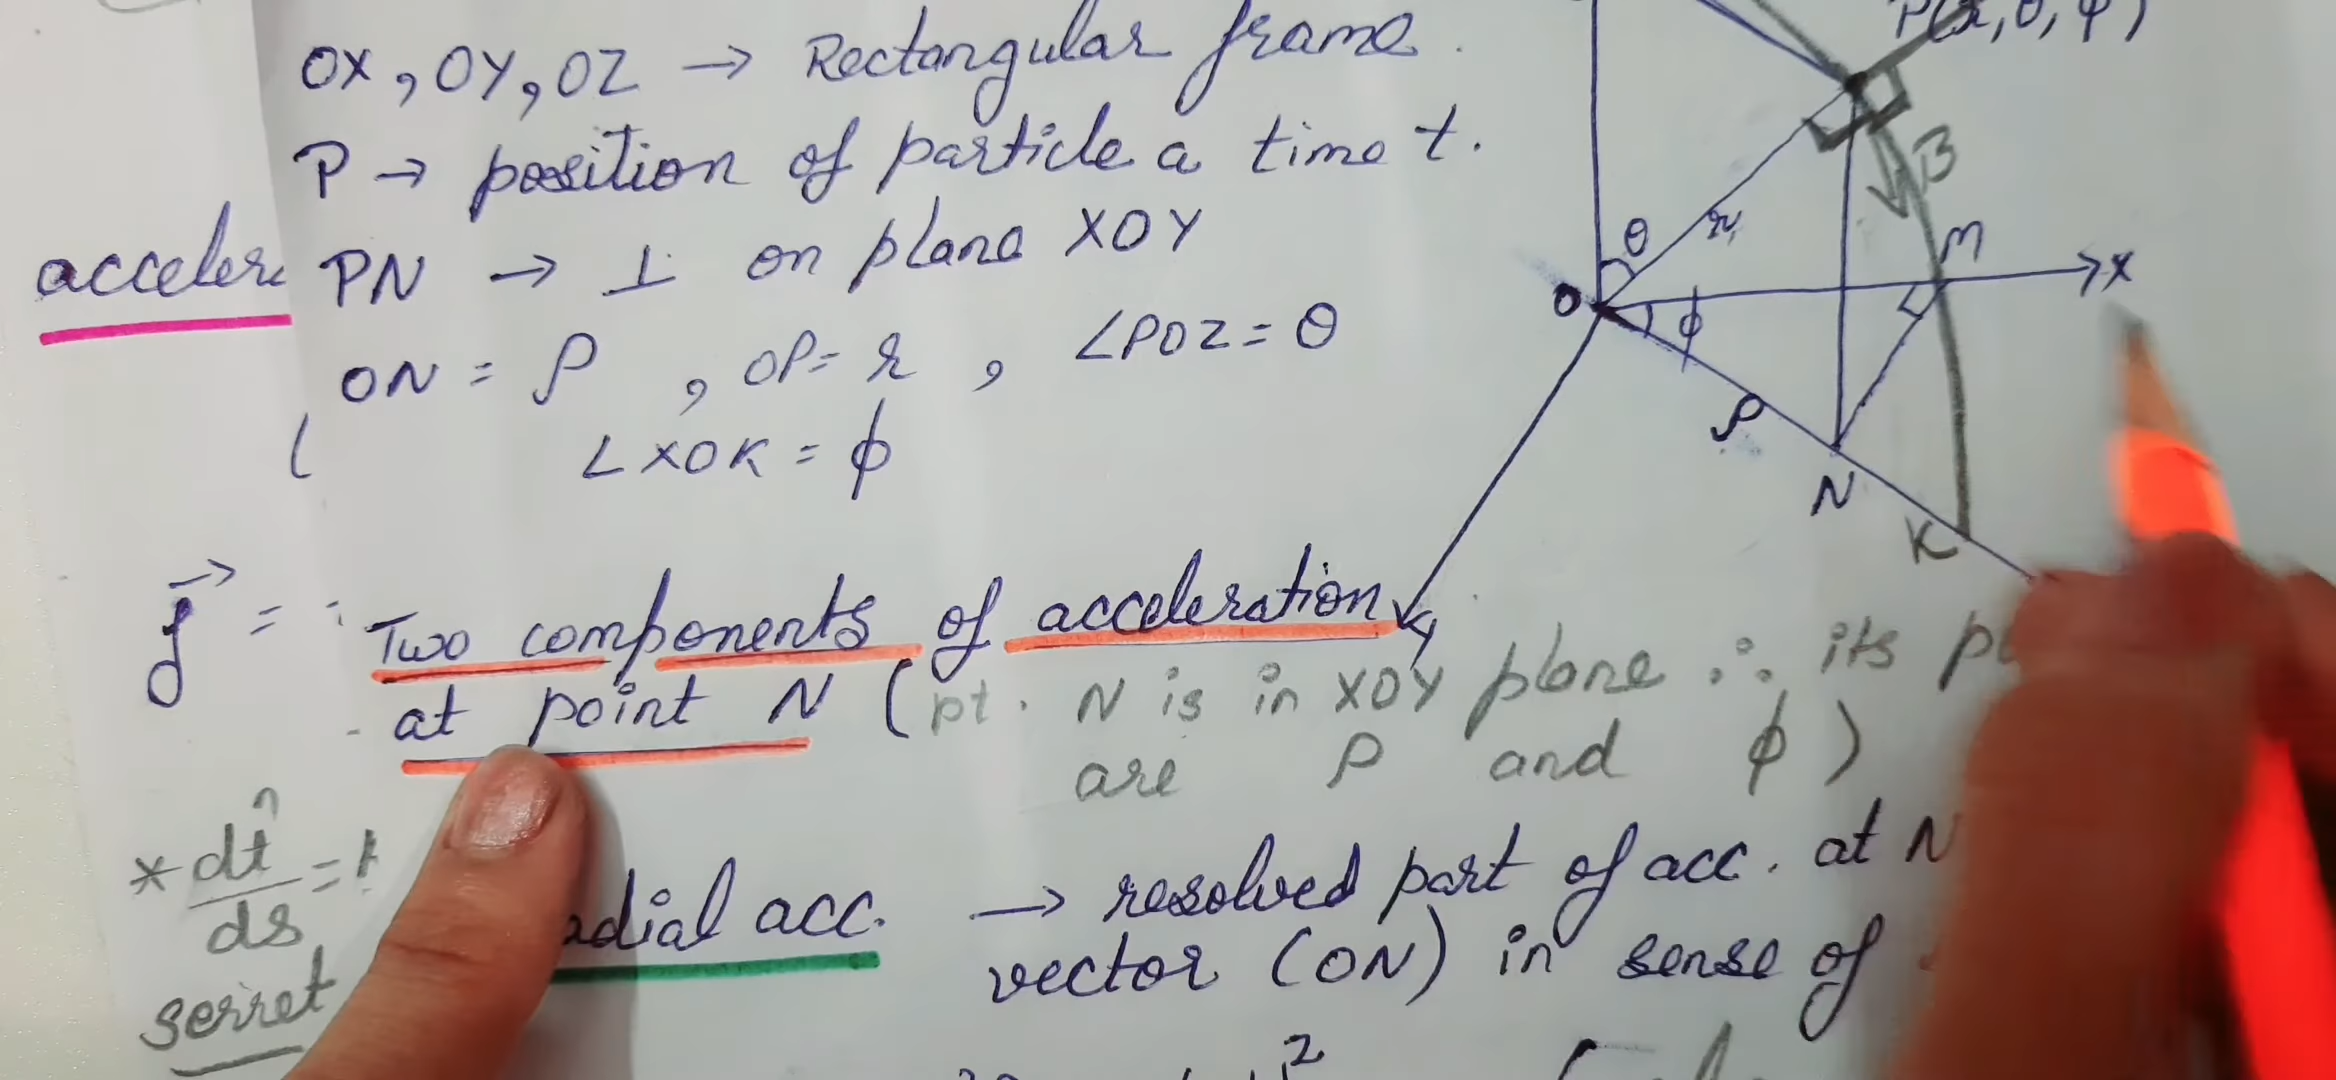 OX, OY, OZ → Rectangular frame.
P → position of particle a time t.
PN → ⊥ on plane XOY
ON = ρ , OP = r , ∠POZ = θ
∠XOK = φ
P(r, θ, φ)
B
θ
r
M
X
O
φ
ρ
N
K
Y
f⃗ =
Two components of acceleration
at point N (pt. N is in XOY plane ∴ its
are ρ and φ)
* dt̂
ds
=
serret
acc. → resolved part of acc. at N
vector (ON) in sense of
2